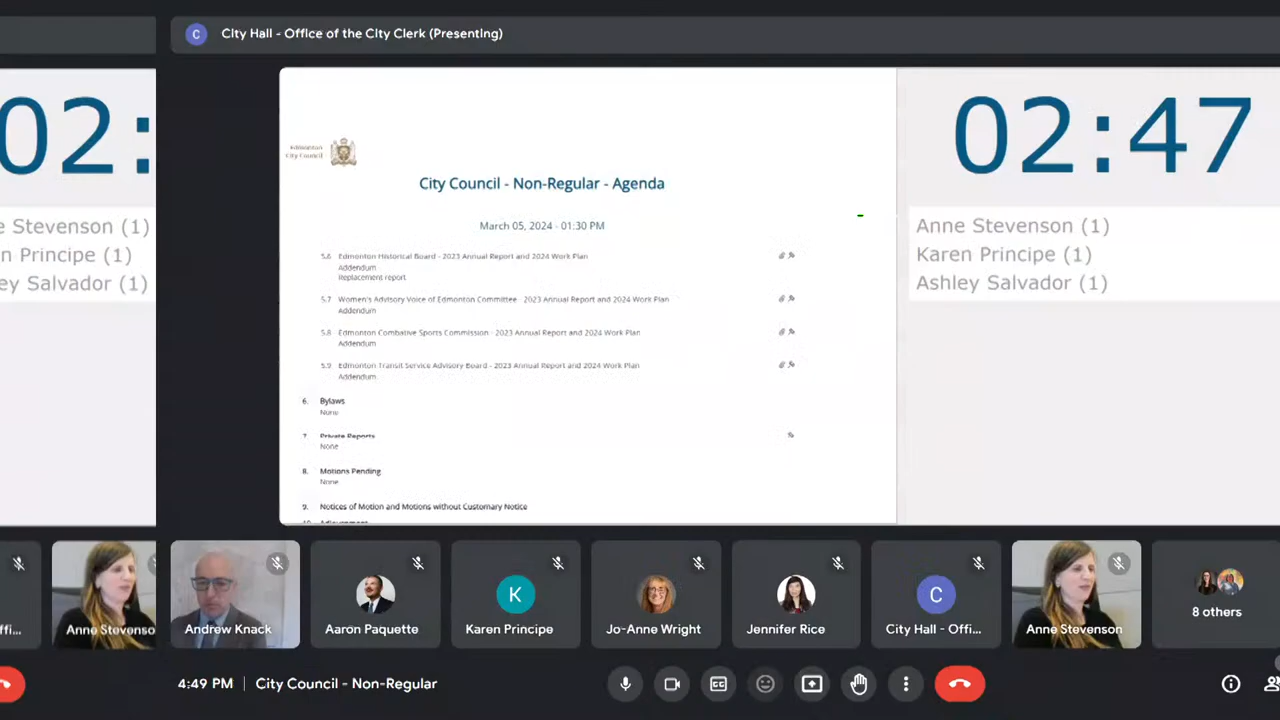 C City Hall - Office of the City Clerk (Presenting)
02:
02:47
Edmonton
City Council
City Council - Non-Regular - Agenda
March 05, 2024 - 01:30 PM
e Stevenson (1)
n Principe (1)
ey Salvador (1)
Anne Stevenson (1)
Karen Principe (1)
Ashley Salvador (1)
5.6 Edmonton Historical Board - 2023 Annual Report and 2024 Work Plan
Addendum
Replacement report
5.7 Women's Advisory Voice of Edmonton Committee - 2023 Annual Report and 2024 Work Plan
Addendum
5.8 Edmonton Combative Sports Commission - 2023 Annual Report and 2024 Work Plan
Addendum
5.9 Edmonton Transit Service Advisory Board - 2023 Annual Report and 2024 Work Plan
Addendum
6. Bylaws
None
7. Private Reports
None
8. Motions Pending
None
9. Notices of Motion and Motions without Customary Notice
10. Adjournment
K
C
8 others
ffi...
Anne Stevenso
Andrew Knack
Aaron Paquette
Karen Principe
Jo-Anne Wright
Jennifer Rice
City Hall - Offi...
Anne Stevenson
4:49 PM | City Council - Non-Regular
CC